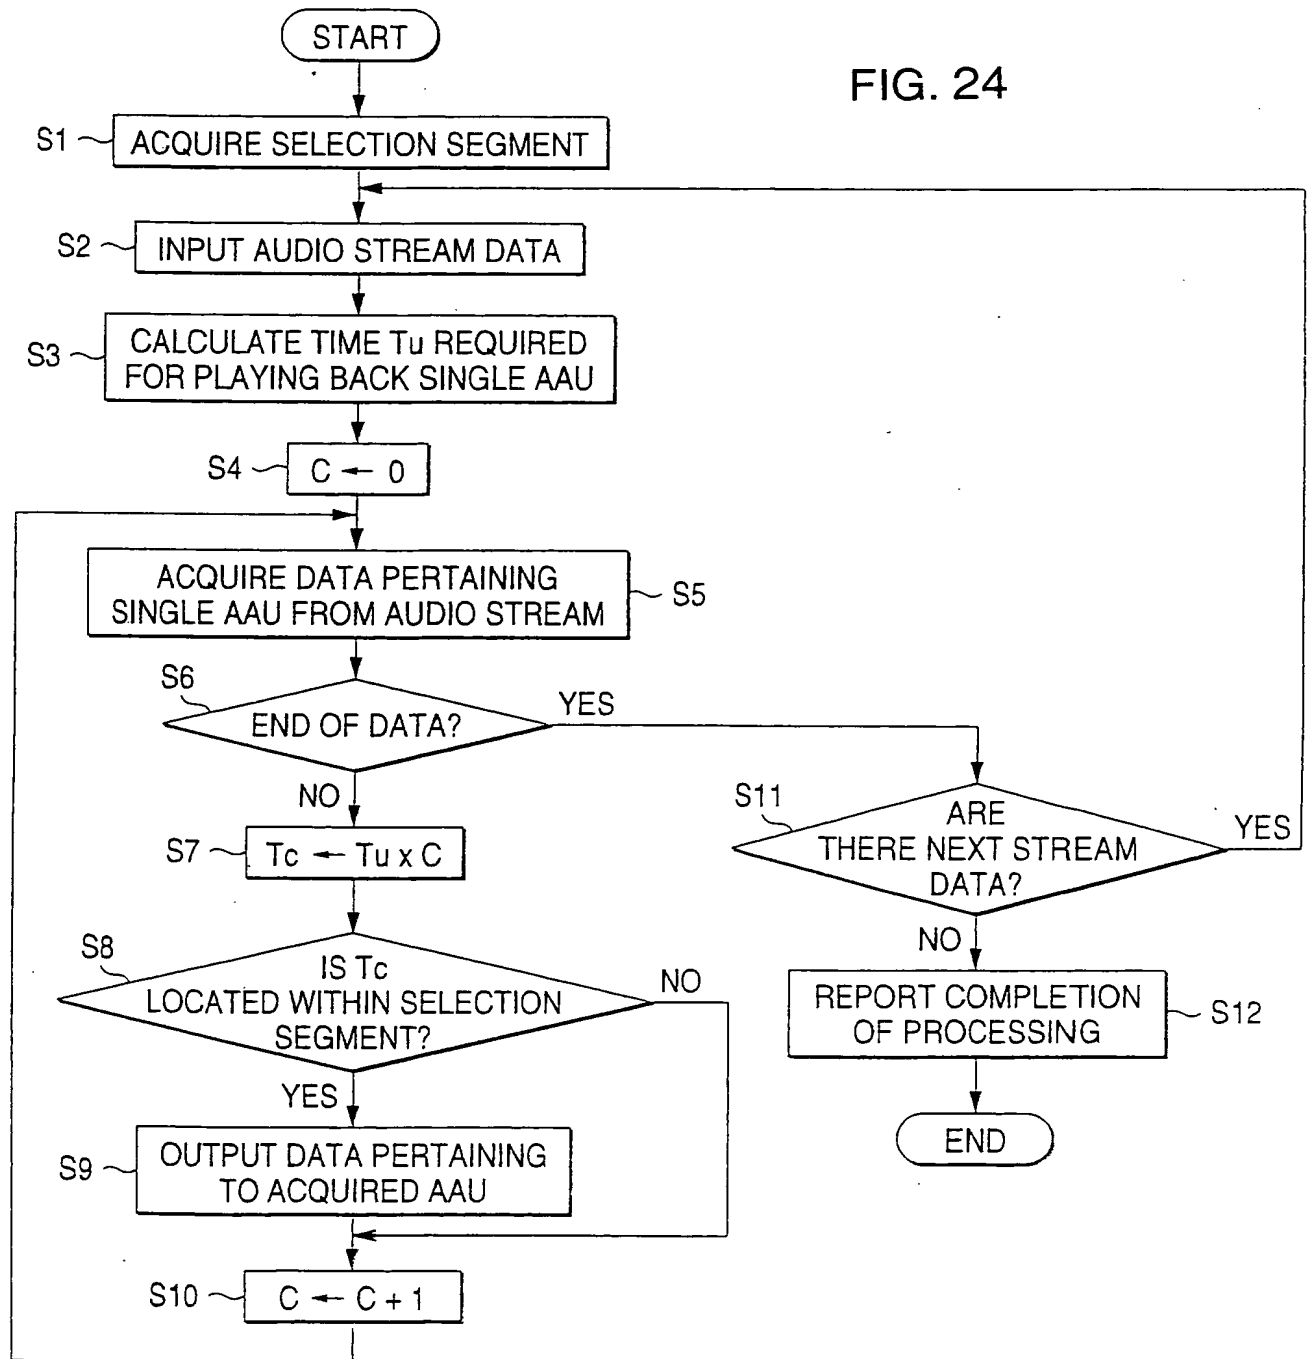 START
FIG. 24
S1
ACQUIRE SELECTION SEGMENT
S2
INPUT AUDIO STREAM DATA
S3
CALCULATE TIME Tu REQUIRED
FOR PLAYING BACK SINGLE AAU
S4
C ← 0
ACQUIRE DATA PERTAINING
SINGLE AAU FROM AUDIO STREAM
S5
S6
END OF DATA?
YES
NO
S7
Tc ← Tu x C
S11
ARE
THERE NEXT STREAM
DATA?
YES
NO
S8
IS Tc
LOCATED WITHIN SELECTION
SEGMENT?
NO
YES
REPORT COMPLETION
OF PROCESSING
S12
S9
OUTPUT DATA PERTAINING
TO ACQUIRED AAU
END
S10
C ← C + 1